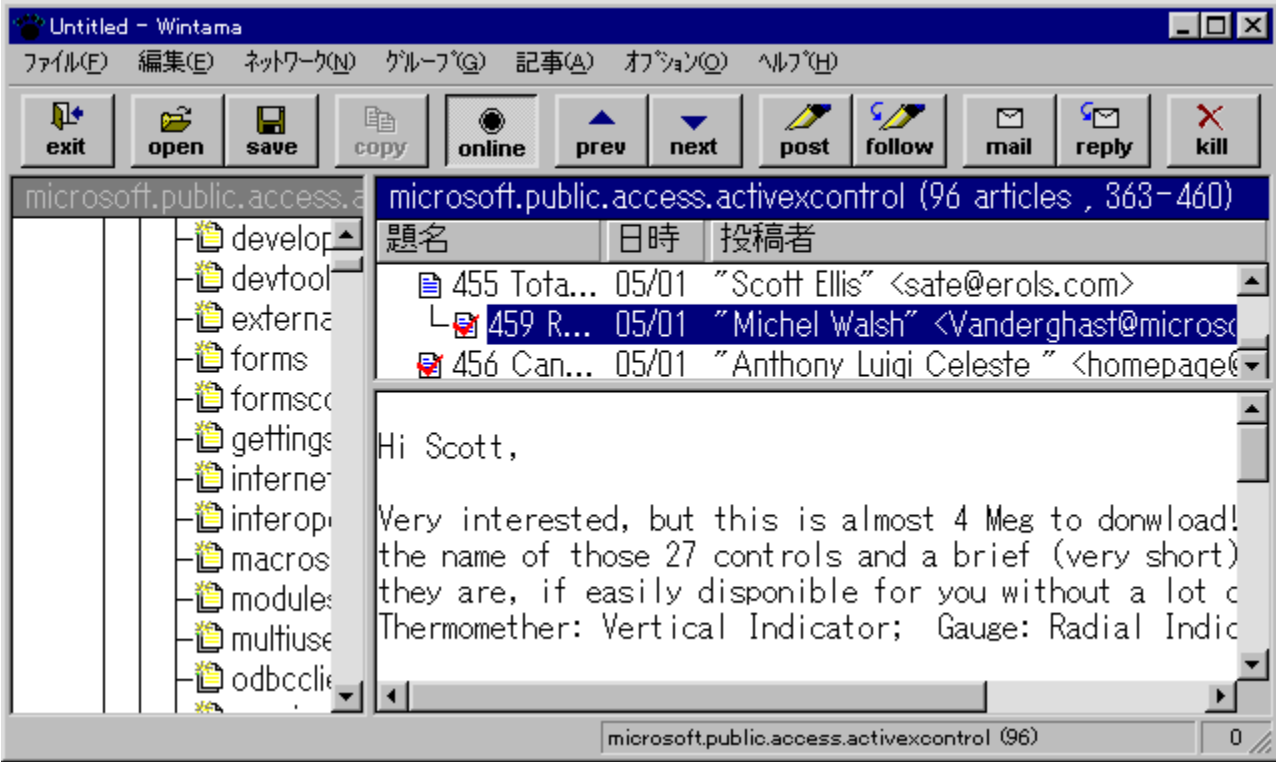 Untitled - Wintama
ファイル(F) 編集(E) ネットワーク(N) グループ(G) 記事(A) オプション(O) ヘルプ(H)
exit open save copy online prev next post follow mail reply kill
microsoft.public.access.a
develop
devtool
externa
forms
formsco
gettings
internet
interop
macros
modules
multiuse
odbcclie
microsoft.public.access.activexcontrol (96 articles , 363-460)
題名 日時 投稿者
455 Tota... 05/01 "Scott Ellis" <sate@erols.com>
459 R... 05/01 "Michel Walsh" <Vanderghast@microso
456 Can... 05/01 "Anthony Luigi Celeste " <homepage@
Hi Scott,
Very interested, but this is almost 4 Meg to donwload!
the name of those 27 controls and a brief (very short)
they are, if easily disponible for you without a lot o
Thermomether: Vertical Indicator; Gauge: Radial Indic
microsoft.public.access.activexcontrol (96) 0